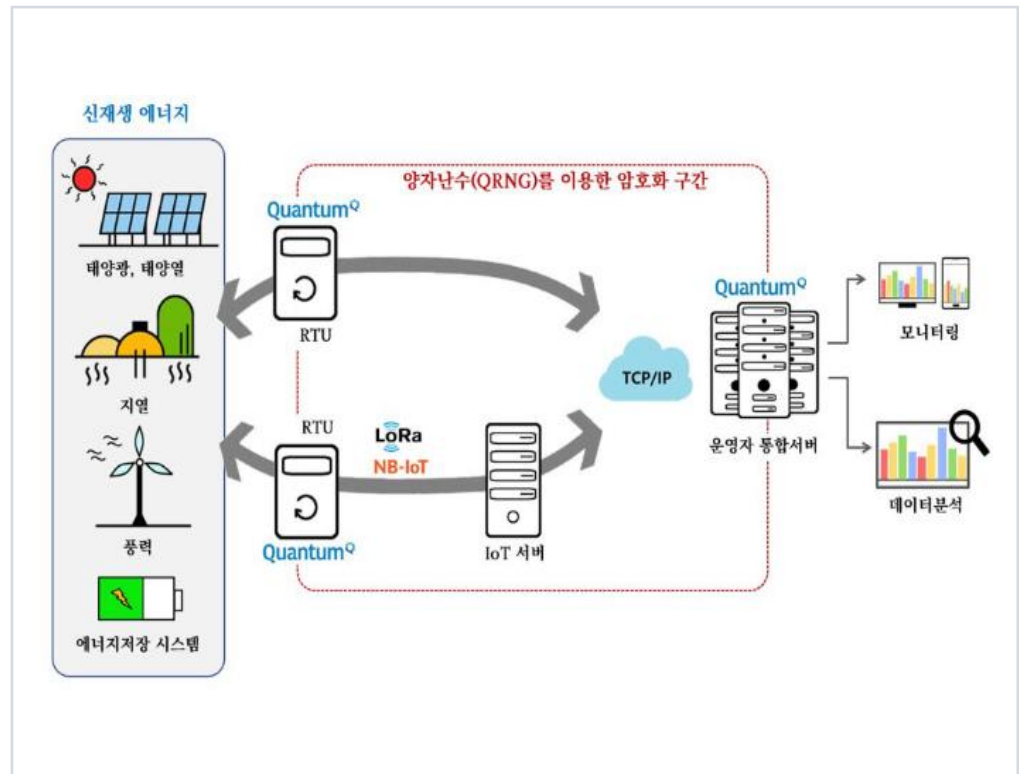 신재생 에너지
태양광, 태양열
지열
풍력
에너지저장 시스템
양자난수(QRNG)를 이용한 암호화 구간
QuantumQ
RTU
RTU
LoRa
NB-IoT
QuantumQ
IoT 서버
TCP/IP
QuantumQ
운영자 통합서버
모니터링
데이터분석